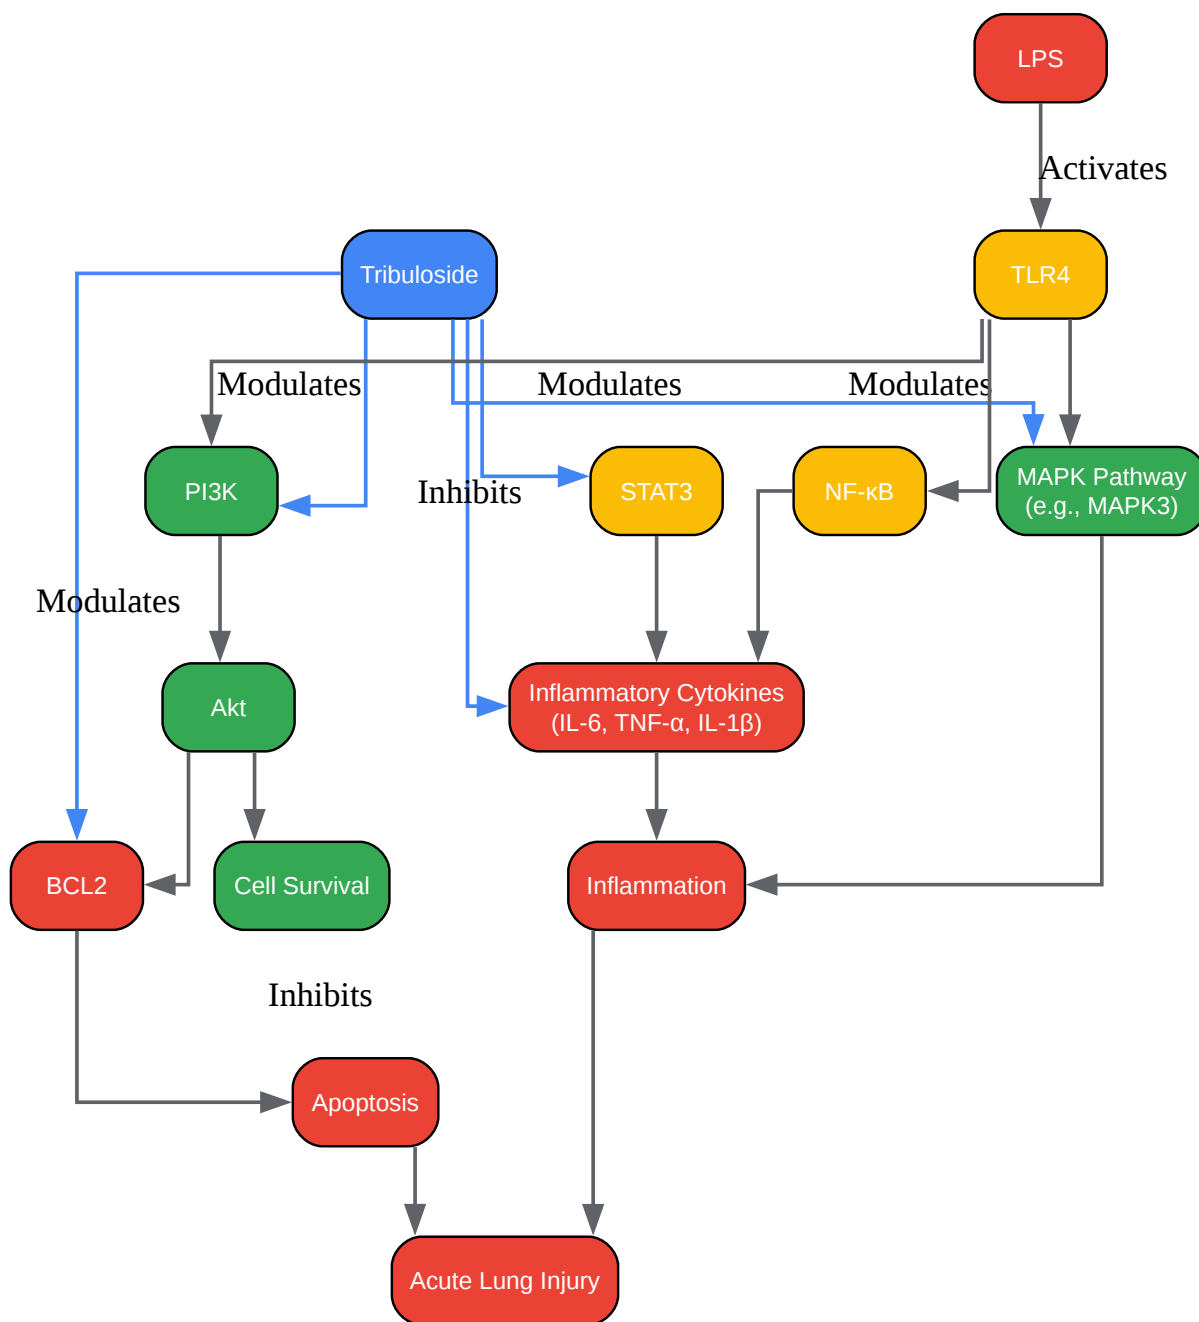 LPS
Activates
Tribuloside
TLR4
Modulates
Modulates
Modulates
PI3K
Inhibits
STAT3
NF-κB
MAPK Pathway
(e.g., MAPK3)
Modulates
Akt
Inflammatory Cytokines
(IL-6, TNF-α, IL-1β)
BCL2
Cell Survival
Inflammation
Inhibits
Apoptosis
Acute Lung Injury